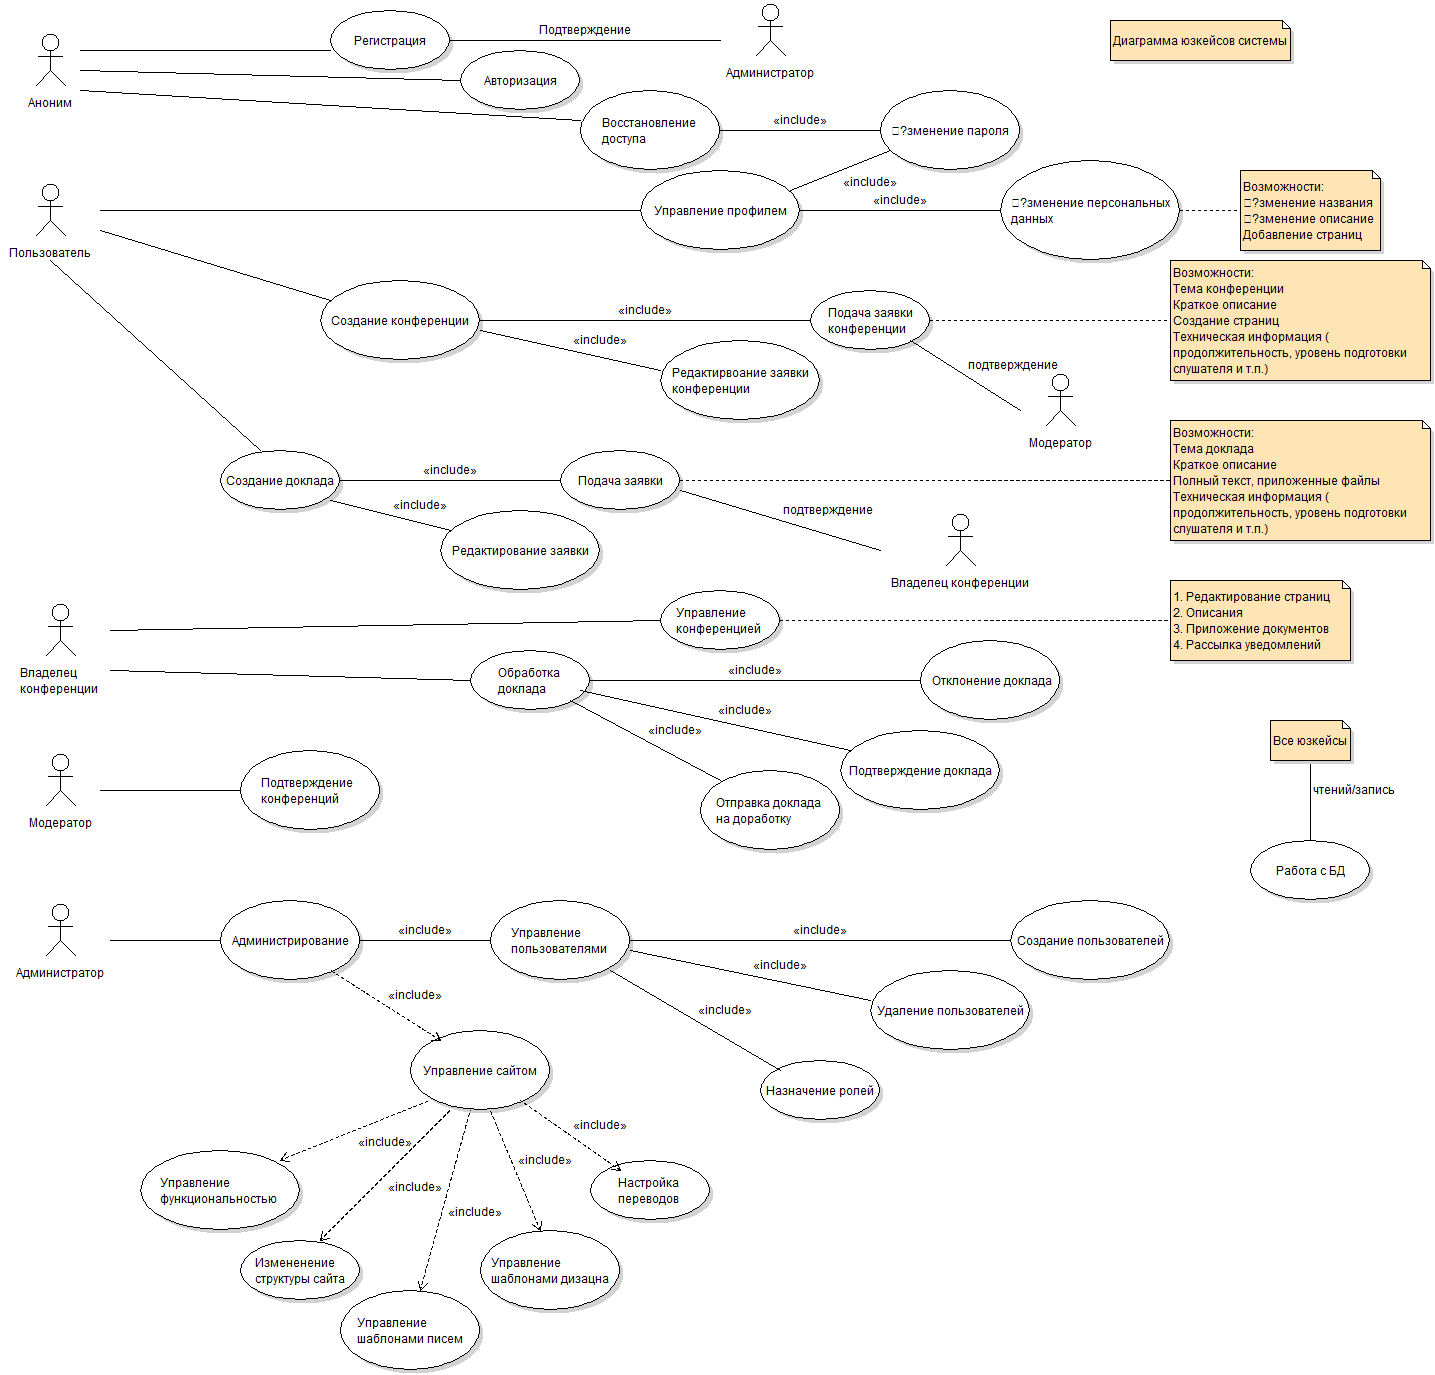 Регистрация
Подтверждение
Администратор
Диаграмма юзкейсов системы
Аноним
Авторизация
Восстановление
доступа
«include»
□?зменение пароля
Пользователь
Управление профилем
«include»
«include»
□?зменение персональных
данных
Возможности:
□?зменение названия
□?зменение описание
Добавление страниц
Создание конференции
«include»
«include»
Подача заявки
конференции
Редактирвоание заявки
конференции
подтверждение
Модератор
Возможности:
Тема конференции
Краткое описание
Создание страниц
Техническая информация (
продолжительность, уровень подготовки
слушателя и т.п.)
Создание доклада
«include»
«include»
Подача заявки
Редактирование заявки
подтверждение
Владелец конференции
Возможности:
Тема доклада
Краткое описание
Полный текст, приложенные файлы
Техническая информация (
продолжительность, уровень подготовки
слушателя и т.п.)
Владелец
конференции
Управление
конференцией
1. Редактирование страниц
2. Описания
3. Приложение документов
4. Рассылка уведомлений
Обработка
доклада
«include»
«include»
«include»
Отклонение доклада
Подтверждение доклада
Отправка доклада
на доработку
Модератор
Подтверждение
конференций
Все юзкейсы
чтений/запись
Работа с БД
Администратор
Администрирование
«include»
Управление
пользователями
«include»
«include»
«include»
Создание пользователей
Удаление пользователей
Назначение ролей
«include»
Управление сайтом
«include»
«include»
«include»
«include»
«include»
Управление
функциональностью
Измененение
структуры сайта
Управление
шаблонами писем
Управление
шаблонами дизацна
Настройка
переводов